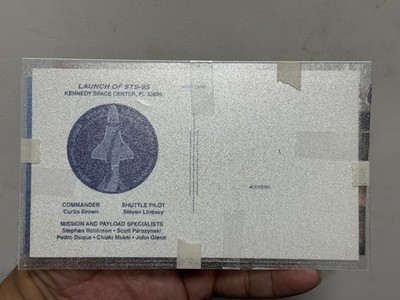 LAUNCH OF STS-95
KENNEDY SPACE CENTER, FL 32899
COMMANDER
Curtis Brown
SHUTTLE PILOT
Steven Lindsey
MISSION AND PAYLOAD SPECIALISTS
Stephen Robinson • Scott Parazynski
Pedro Duque • Chiaki Mukai • John Glenn
ADDRESS